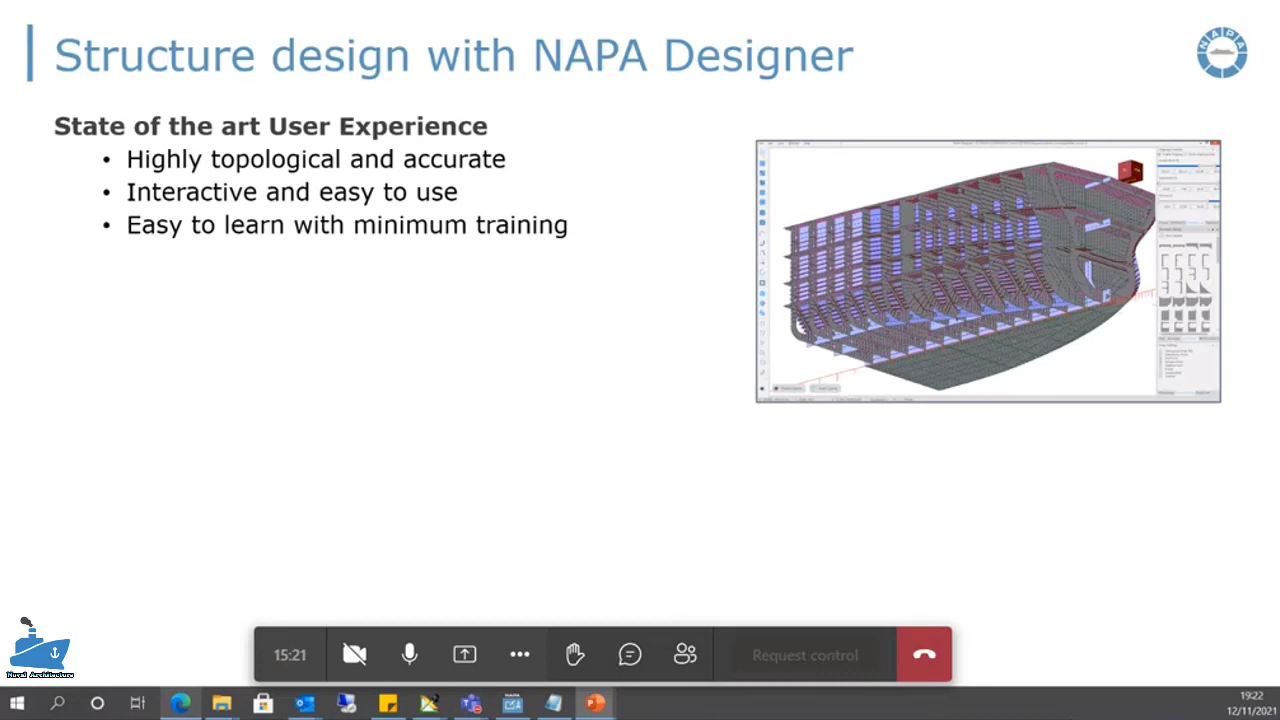 Structure design with NAPA Designer
NAPA
State of the art User Experience
• Highly topological and accurate
• Interactive and easy to use
• Easy to learn with minimum training
Naval Architecture
15:21
Request control
19:22
12/11/2021